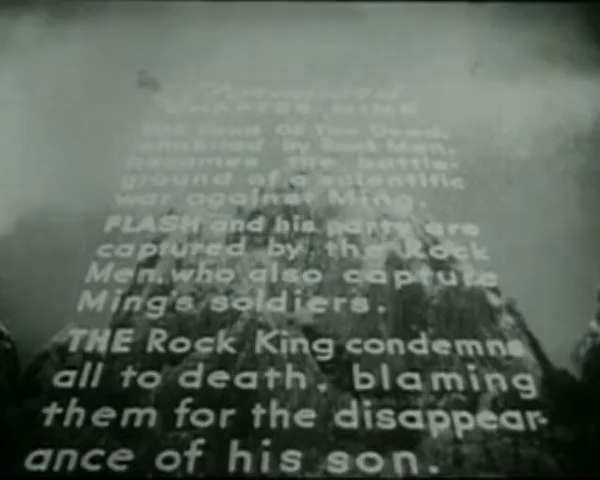 CHAPTER NINE
THE Land Of The Dead,
inhabited by Rock Men,
becomes the battle-
ground of a scientific
war against Ming.
FLASH and his party are
captured by the Rock
Men, who also capture
Ming's soldiers.
THE Rock King condemns
all to death, blaming
them for the disappear-
ance of his son.